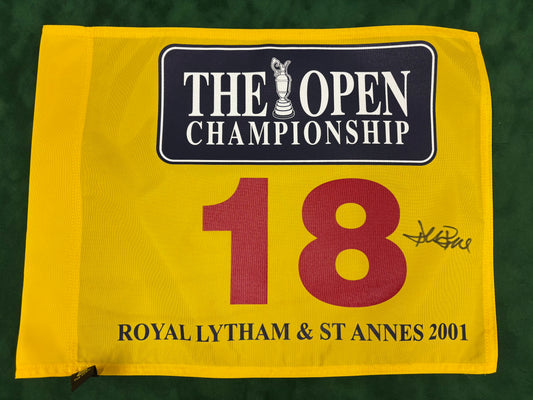 THE OPEN
CHAMPIONSHIP
18
ROYAL LYTHAM & ST ANNES 2001